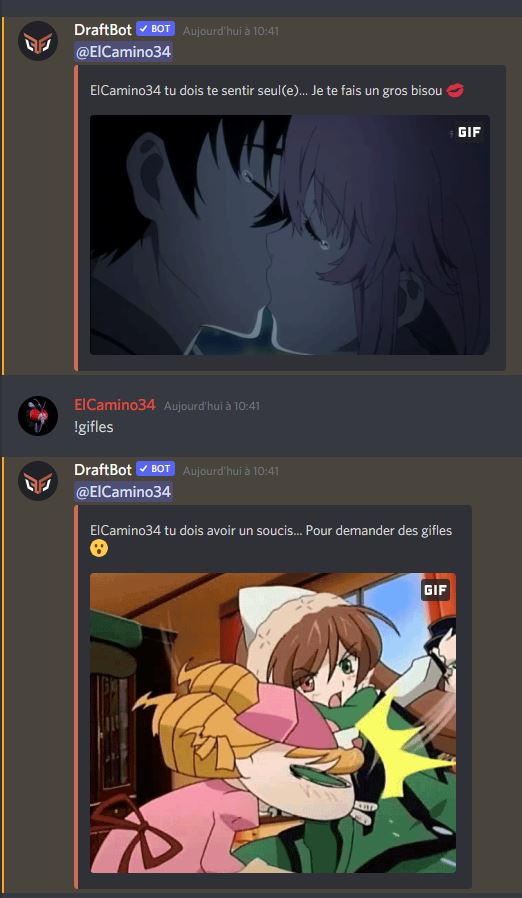 DraftBot ✓ BOT Aujourd'hui à 10:41
@ElCamino34
ElCamino34 tu dois te sentir seul(e)... Je te fais un gros bisou 💋
GIF
ElCamino34 Aujourd'hui à 10:41
!gifles
DraftBot ✓ BOT Aujourd'hui à 10:41
@ElCamino34
ElCamino34 tu dois avoir un soucis... Pour demander des gifles
😮
GIF